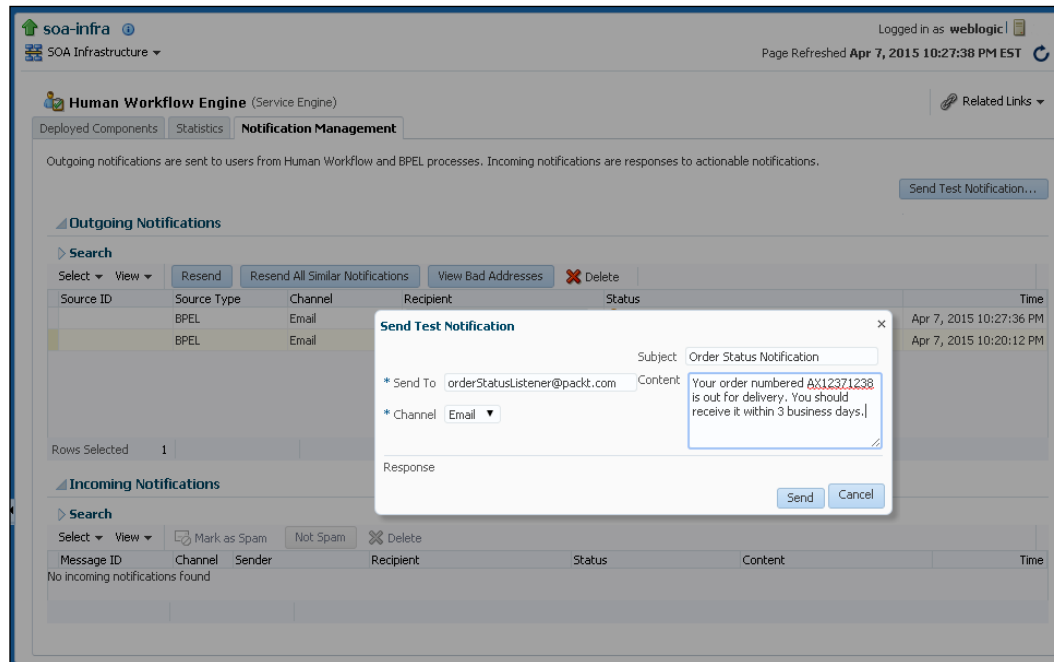 soa-infra
Logged in as weblogic
SOA Infrastructure
Page Refreshed Apr 7, 2015 10:27:38 PM EST
Human Workflow Engine (Service Engine)
Related Links
Deployed Components Statistics Notification Management
Outgoing notifications are sent to users from Human Workflow and BPEL processes. Incoming notifications are responses to actionable notifications.
Send Test Notification...
Outgoing Notifications
Search
Select View Resend Resend All Similar Notifications View Bad Addresses Delete
Source ID Source Type Channel Recipient Status Time
BPEL Email Apr 7, 2015 10:27:36 PM
BPEL Email Apr 7, 2015 10:20:12 PM
Rows Selected 1
Send Test Notification
Subject Order Status Notification
* Send To orderStatusListener@packt.com
* Channel Email
Content Your order numbered AX12371238
is out for delivery. You should
receive it within 3 business days.
Response
Send Cancel
Incoming Notifications
Search
Select View Mark as Spam Not Spam Delete
Message ID Channel Sender Recipient Status Content Time
No incoming notifications found